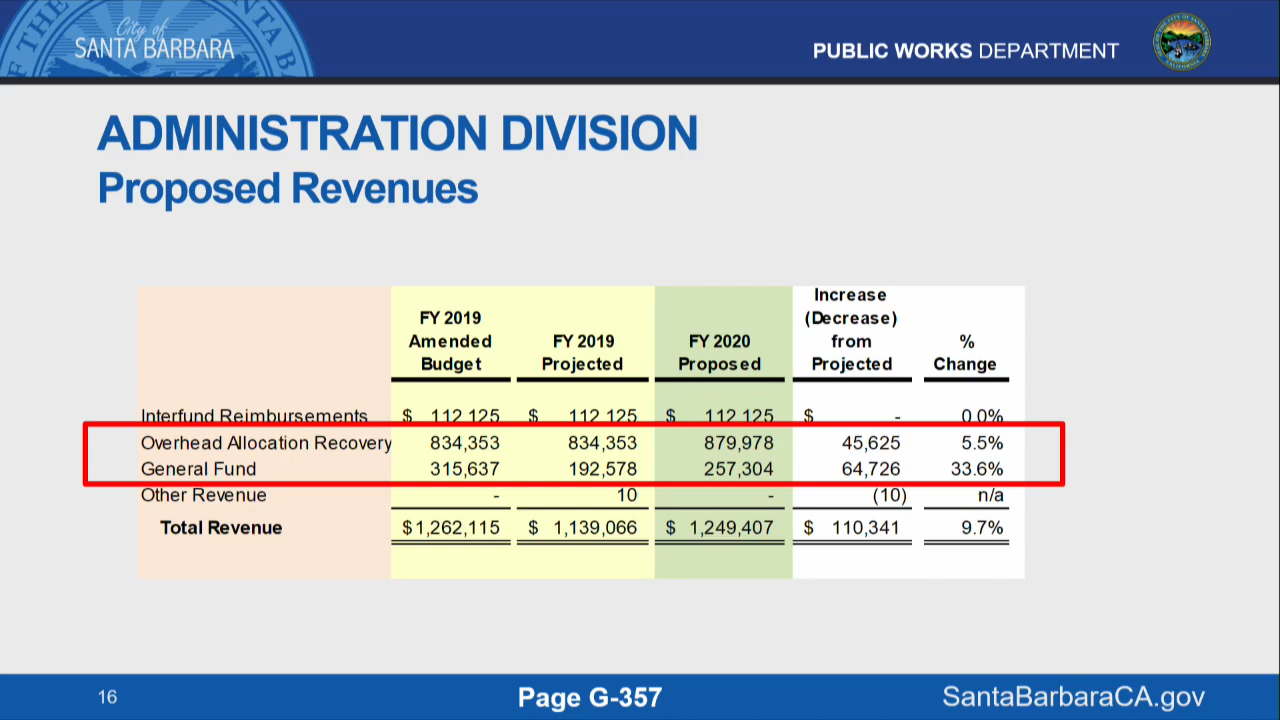 City of
SANTA BARBARA
PUBLIC WORKS DEPARTMENT
ADMINISTRATION DIVISION
Proposed Revenues
FY 2019 Amended Budget FY 2019 Projected FY 2020 Proposed Increase (Decrease) from Projected % Change
Interfund Reimbursements $ 112,125 $ 112,125 $ 112,125 $ - 0.0%
Overhead Allocation Recovery 834,353 834,353 879,978 45,625 5.5%
General Fund 315,637 192,578 257,304 64,726 33.6%
Other Revenue - 10 - (10) n/a
Total Revenue $1,262,115 $ 1,139,066 $ 1,249,407 $ 110,341 9.7%
16 Page G-357 SantaBarbaraCA.gov